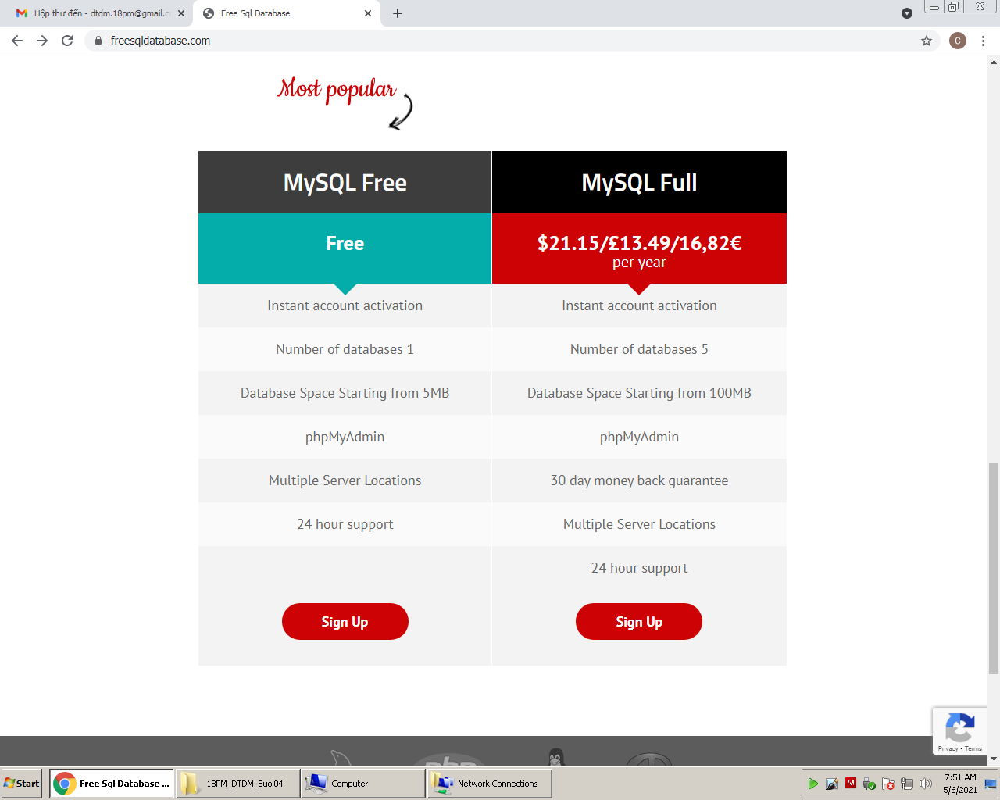 Hộp thư đến - dtdm.18pm@gmail.c
Free Sql Database
freesqldatabase.com
C
Most popular
MySQL Free
MySQL Full
Free
$21.15/£13.49/16,82€
per year
Instant account activation
Instant account activation
Number of databases 1
Number of databases 5
Database Space Starting from 5MB
Database Space Starting from 100MB
phpMyAdmin
phpMyAdmin
Multiple Server Locations
30 day money back guarantee
24 hour support
Multiple Server Locations
24 hour support
Sign Up
Sign Up
php
Privacy - Terms
Start
Free Sql Database ...
18PM_DTDM_Buoi04
Computer
Network Connections
7:51 AM
5/6/2021